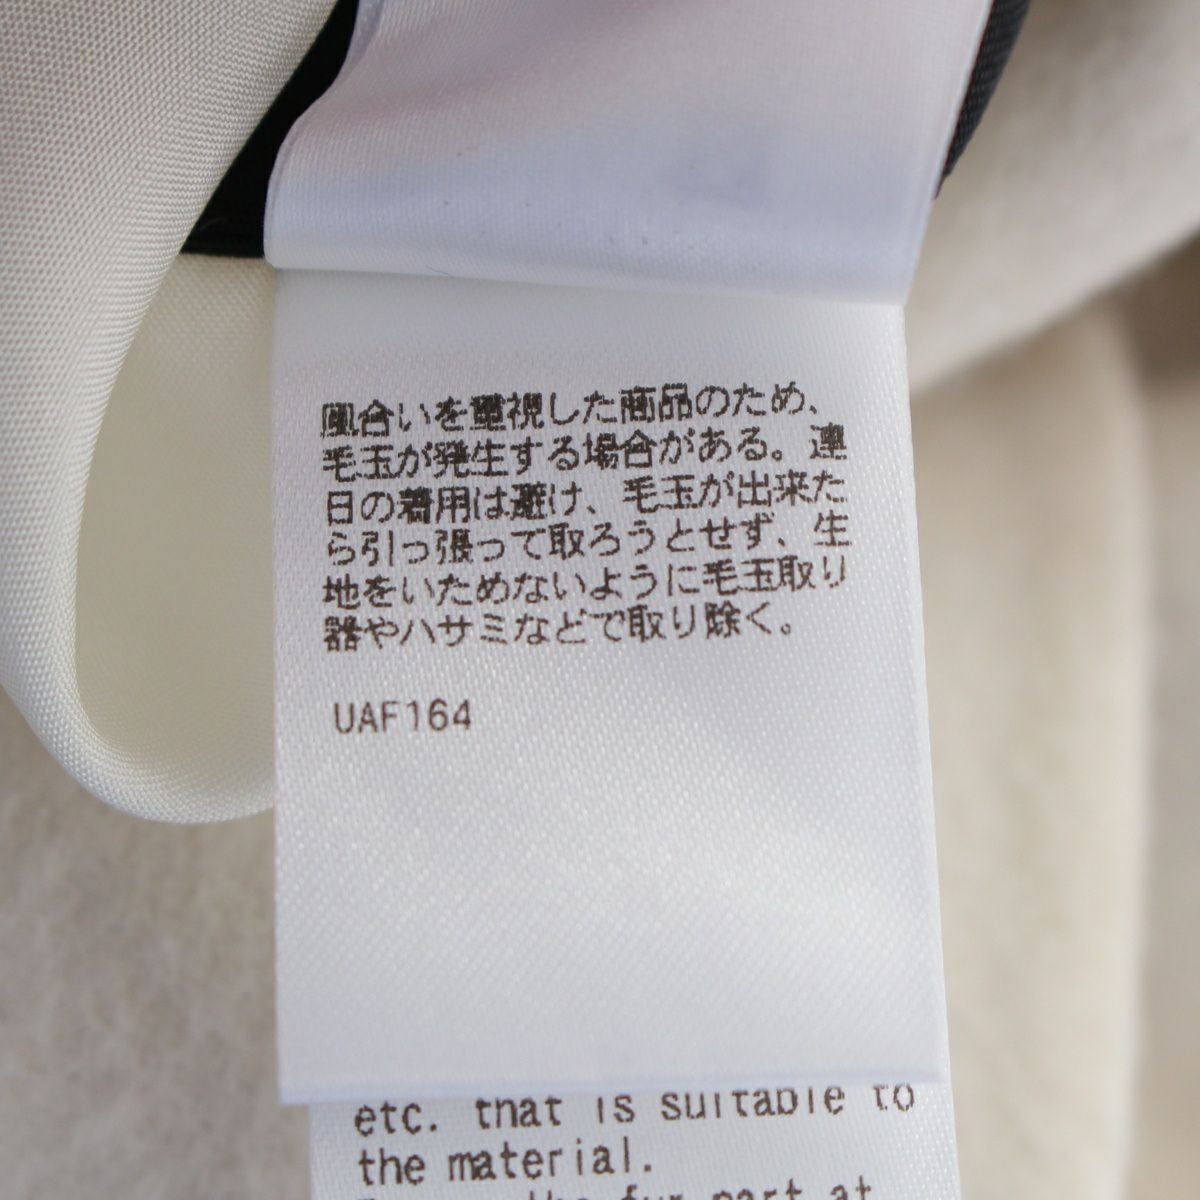 風合いを重視した商品のため、
毛玉が発生する場合がある。連
日の着用は避け、毛玉が出来た
ら引っ張って取ろうとせず、生
地をいためないように毛玉取り
器やハサミなどで取り除く。
UAF164
etc. that is suitable to
the material.
the fur part at